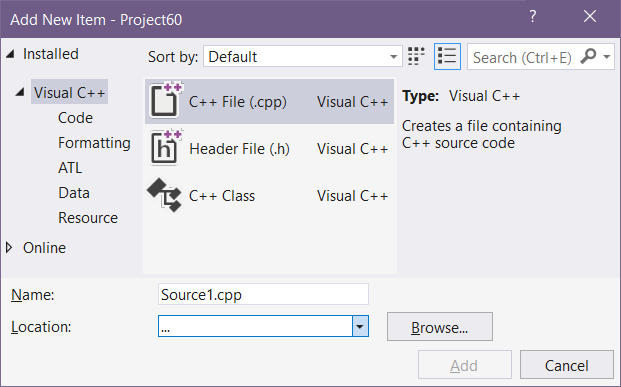 Add New Item - Project60 ?
Installed
Sort by: Default
Search (Ctrl+E)
Visual C++
Code
Formatting
ATL
Data
Resource
Online
C++ File (.cpp) Visual C++
Header File (.h) Visual C++
C++ Class Visual C++
Type: Visual C++
Creates a file containing
C++ source code
Name: Source1.cpp
Location: ...
Browse...
Add Cancel